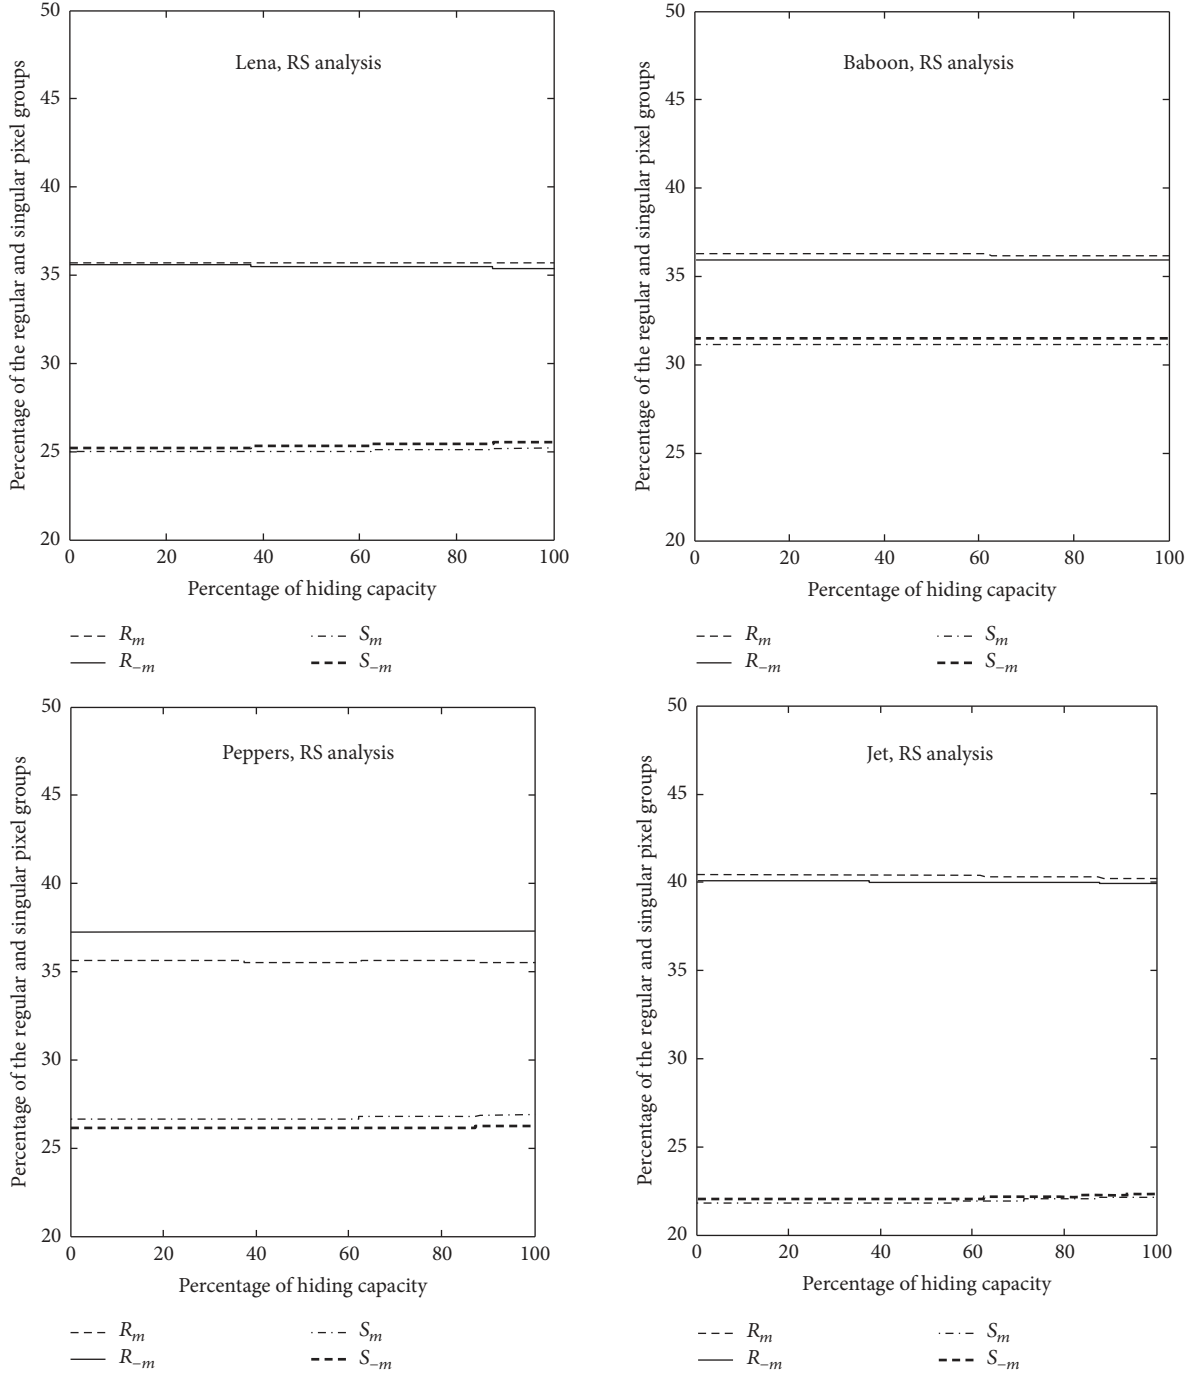 Lena, RS analysis
Percentage of the regular and singular pixel groups
50
45
40
35
30
25
20
0 20 40 60 80 100
Percentage of hiding capacity
R_m S_m
R_{−m} S_{−m}
Baboon, RS analysis
Percentage of the regular and singular pixel groups
50
45
40
35
30
25
20
0 20 40 60 80 100
Percentage of hiding capacity
R_m S_m
R_{−m} S_{−m}
Peppers, RS analysis
Percentage of the regular and singular pixel groups
50
45
40
35
30
25
20
0 20 40 60 80 100
Percentage of hiding capacity
R_m S_m
R_{−m} S_{−m}
Jet, RS analysis
Percentage of the regular and singular pixel groups
50
45
40
35
30
25
20
0 20 40 60 80 100
Percentage of hiding capacity
R_m S_m
R_{−m} S_{−m}